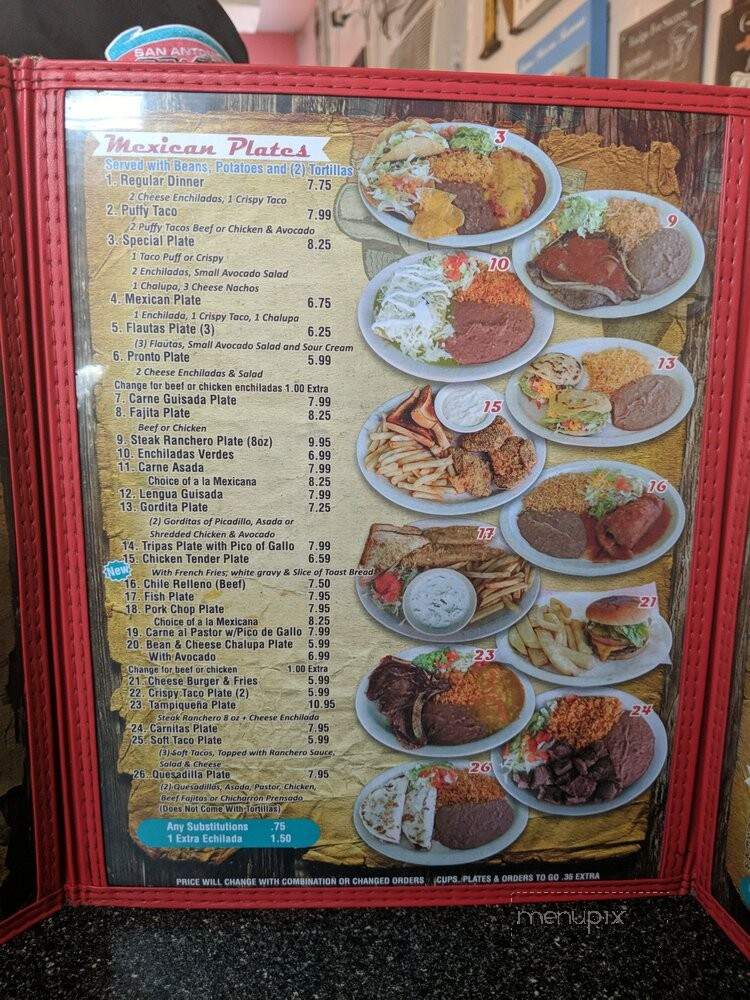 SAN ANTONIO
Mexican Plates
Served with Beans, Potatoes and (2) Tortillas
1. Regular Dinner 7.75
2 Cheese Enchiladas, 1 Crispy Taco
2. Puffy Taco 7.99
2 Puffy Tacos Beef or Chicken & Avocado
3. Special Plate 8.25
1 Taco Puff or Crispy
2 Enchiladas, Small Avocado Salad
1 Chalupa, 3 Cheese Nachos
4. Mexican Plate 6.75
1 Enchilada, 1 Crispy Taco, 1 Chalupa
5. Flautas Plate (3) 6.25
(3) Flautas, Small Avocado Salad and Sour Cream
6. Pronto Plate 5.99
2 Cheese Enchiladas & Salad
Change for beef or chicken enchiladas 1.00 Extra
7. Carne Guisada Plate 7.99
8. Fajita Plate 8.25
Beef or Chicken
9. Steak Ranchero Plate (8oz) 9.95
10. Enchiladas Verdes 6.99
11. Carne Asada 7.99
Choice of a la Mexicana 8.25
12. Lengua Guisada 7.99
13. Gordita Plate 7.25
(2) Gorditas of Picadillo, Asada or
Shredded Chicken & Avocado
14. Tripas Plate with Pico of Gallo 7.99
15. Chicken Tender Plate 6.59
New With French Fries, white gravy & Slice of Toast Bread
16. Chile Relleno (Beef) 7.50
17. Fish Plate 7.95
18. Pork Chop Plate 7.95
Choice of a la Mexicana 8.25
19. Carne al Pastor w/Pico de Gallo 7.99
20. Bean & Cheese Chalupa Plate 5.99
With Avocado 6.99
Change for beef or chicken 1.00 Extra
21. Cheese Burger & Fries 5.99
22. Crispy Taco Plate (2) 5.99
23. Tampiqueña Plate 10.95
Steak Ranchero 8 oz + Cheese Enchilada
24. Carnitas Plate 7.95
25. Soft Taco Plate 5.99
(3) Soft Tacos, Topped with Ranchero Sauce,
Salad & Cheese
26. Quesadilla Plate 7.95
(2) Quesadillas, Asada, Pastor, Chicken,
Beef Fajitas or Chicharrón Prensado
(Does Not Come With Tortillas)
Any Substitutions .75
1 Extra Echilada 1.50
3
9
10
13
15
16
17
21
23
24
26
PRICE WILL CHANGE WITH COMBINATION OR CHANGED ORDERS CUPS, PLATES & ORDERS TO GO .35 EXTRA
menupix